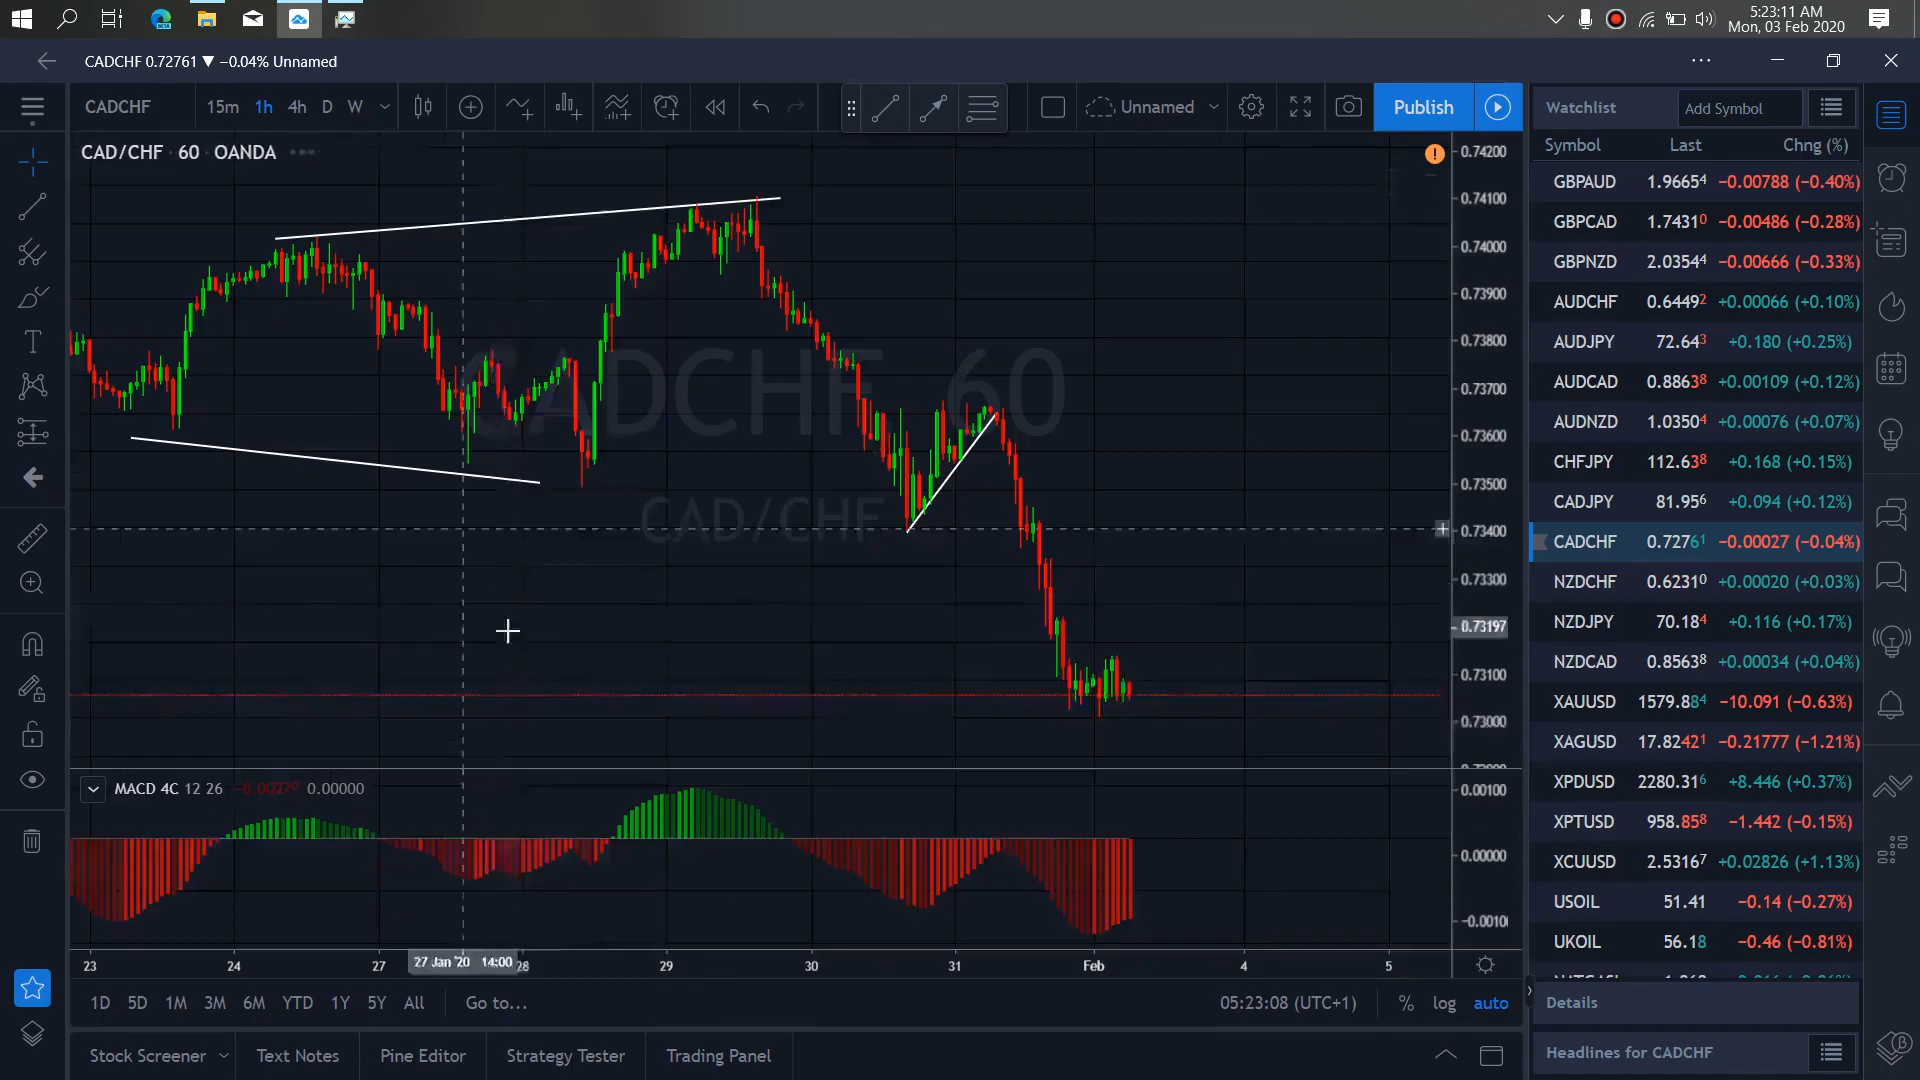 5:23:11 AM
Mon, 03 Feb 2020
CADCHF 0.72761 ▼ −0.04% Unnamed
CADCHF 15m 1h 4h D W Unnamed Publish
Watchlist Add Symbol
Symbol Last Chng (%)
CAD/CHF · 60 · OANDA
CADCHF, 60
CAD/CHF
0.74200
0.74100
0.74000
0.73900
0.73800
0.73700
0.73600
0.73500
0.73400
0.73300
0.73197
0.73100
0.73000
GBPAUD 1.96654 −0.00788 (−0.40%)
GBPCAD 1.74310 −0.00486 (−0.28%)
GBPNZD 2.03544 −0.00666 (−0.33%)
AUDCHF 0.64492 +0.00066 (+0.10%)
AUDJPY 72.643 +0.180 (+0.25%)
AUDCAD 0.88638 +0.00109 (+0.12%)
AUDNZD 1.03504 +0.00076 (+0.07%)
CHFJPY 112.638 +0.168 (+0.15%)
CADJPY 81.956 +0.094 (+0.12%)
CADCHF 0.72761 −0.00027 (−0.04%)
NZDCHF 0.62310 +0.00020 (+0.03%)
NZDJPY 70.184 +0.116 (+0.17%)
NZDCAD 0.85638 +0.00034 (+0.04%)
XAUUSD 1579.884 −10.091 (−0.63%)
XAGUSD 17.82421 −0.21777 (−1.21%)
XPDUSD 2280.316 +8.446 (+0.37%)
XPTUSD 958.858 −1.442 (−0.15%)
XCUUSD 2.53167 +0.02826 (+1.13%)
USOIL 51.41 −0.14 (−0.27%)
UKOIL 56.18 −0.46 (−0.81%)
MACD 4C 12 26 0.00000
0.00100
0.00000
−0.0010
23 24 27 27 Jan '20 14:00 28 29 30 31 Feb 4 5
1D 5D 1M 3M 6M YTD 1Y 5Y All Go to... 05:23:08 (UTC+1) % log auto
Details
Stock Screener Text Notes Pine Editor Strategy Tester Trading Panel
Headlines for CADCHF